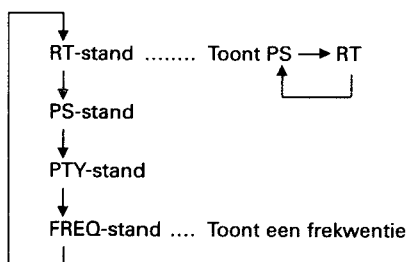 RT-stand ........ Toont PS RT
PS-stand
PTY-stand
FREQ-stand .... Toont een frekwentie